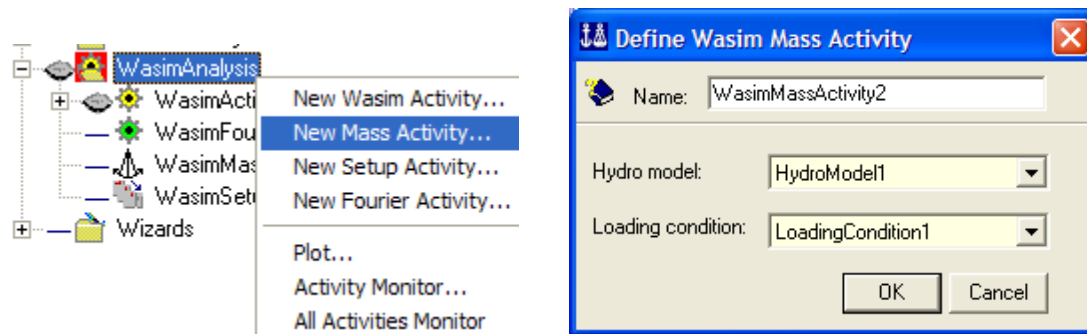 WasimAnalysis
WasimActi
WasimFou
WasimMas
WasimSet
Wizards
New Wasim Activity...
New Mass Activity...
New Setup Activity...
New Fourier Activity...
Plot...
Activity Monitor...
All Activities Monitor
Define Wasim Mass Activity
Name: WasimMassActivity2
Hydro model: HydroModel1
Loading condition: LoadingCondition1
OK Cancel